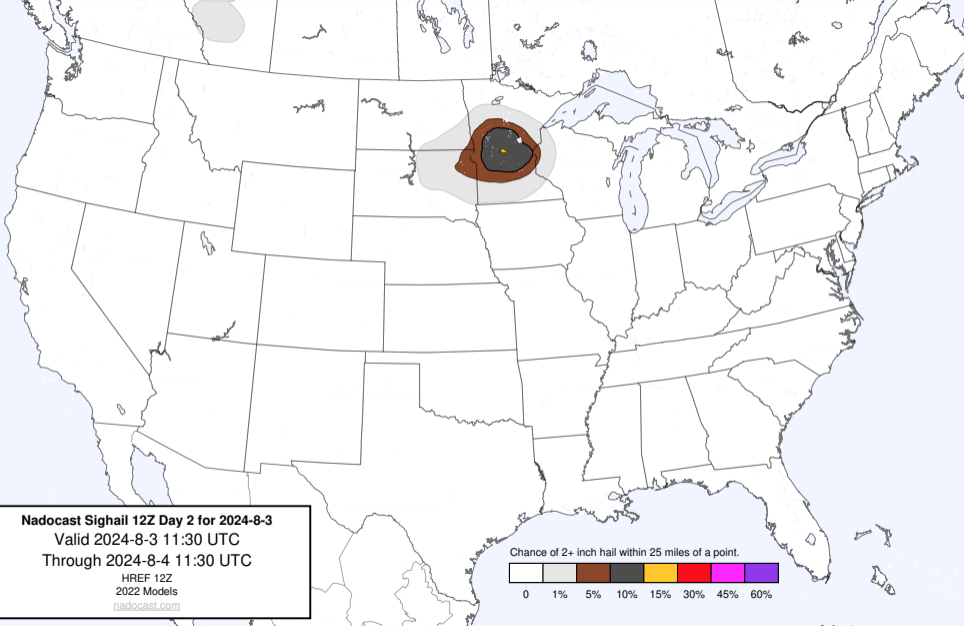 Nadocast Sighail 12Z Day 2 for 2024-8-3
Valid 2024-8-3 11:30 UTC
Through 2024-8-4 11:30 UTC
HREF 12Z
2022 Models
nadocast.com
Chance of 2+ inch hail within 25 miles of a point.
0 1% 5% 10% 15% 30% 45% 60%